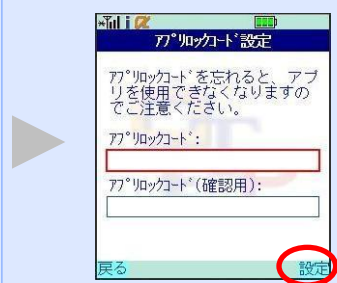 ｱﾌﾟﾘﾛｯｸｺｰﾄﾞ設定
ｱﾌﾟﾘﾛｯｸｺｰﾄﾞを忘れると、アプ
リを使用できなくなりますの
でご注意ください。
ｱﾌﾟﾘﾛｯｸｺｰﾄﾞ:
ｱﾌﾟﾘﾛｯｸｺｰﾄﾞ(確認用):
戻る 設定